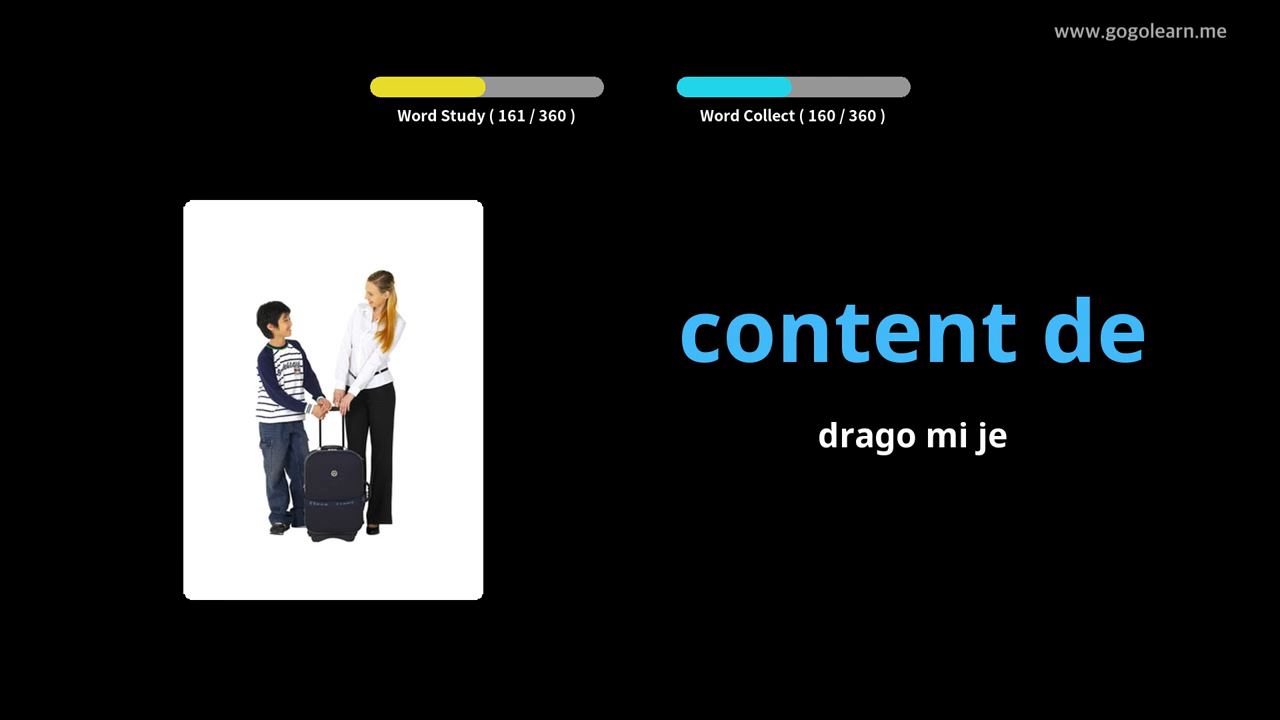 www.gogolearn.me
Word Study ( 161 / 360 )
Word Collect ( 160 / 360 )
content de
drago mi je